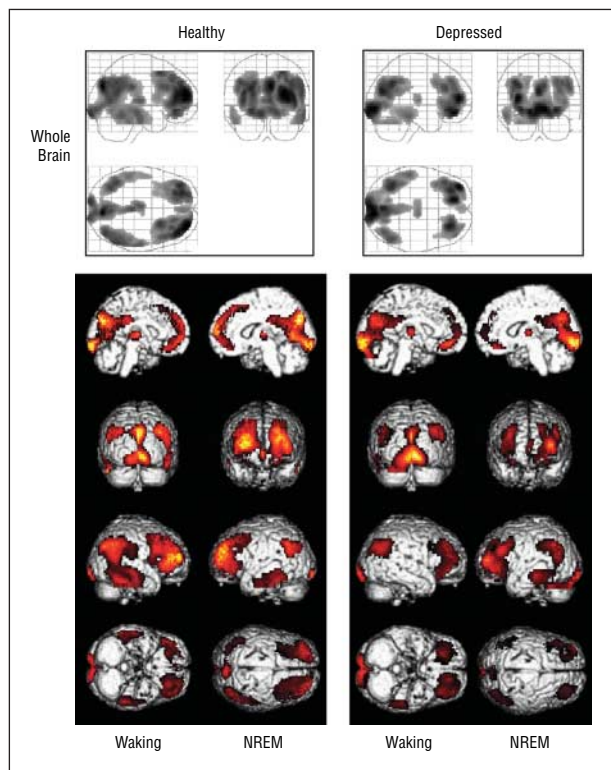 Healthy
Depressed
Whole
Brain
Waking
NREM
Waking
NREM